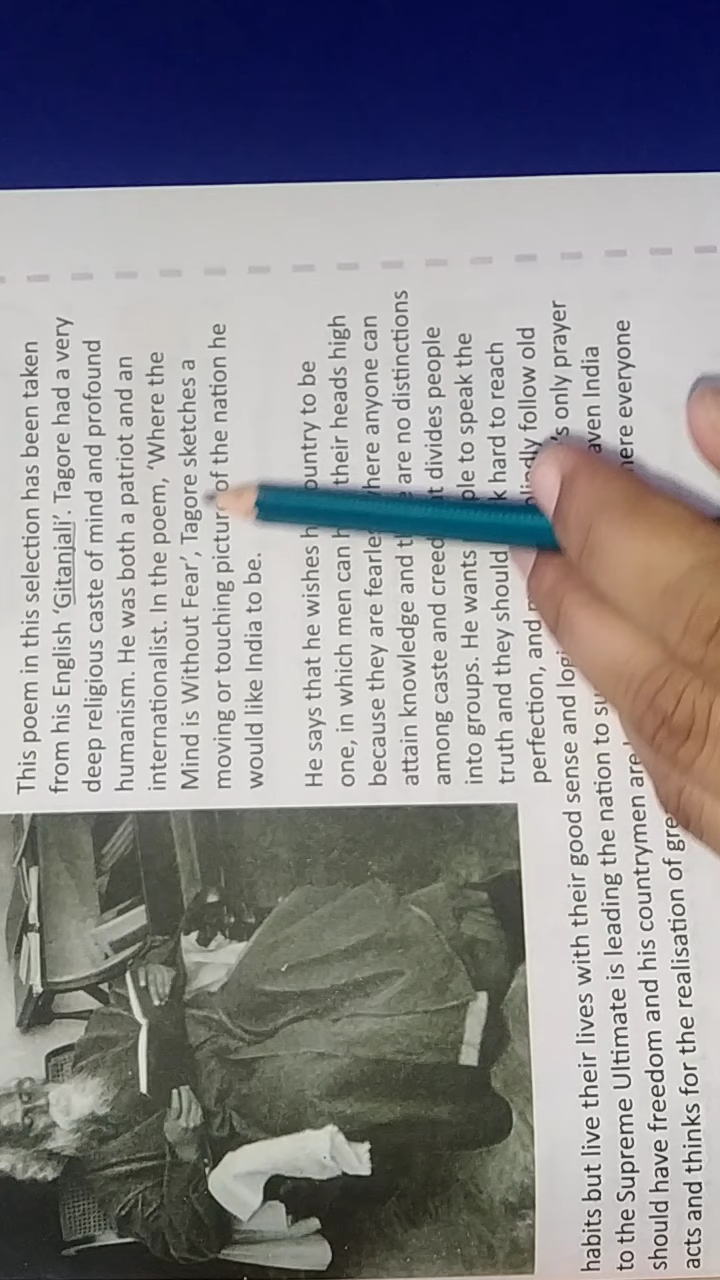 This poem in this selection has been taken
from his English ‘Gitanjali’. Tagore had a very
deep religious caste of mind and profound
humanism. He was both a patriot and an
internationalist. In the poem, ‘Where the
Mind is Without Fear’, Tagore sketches a
moving or touching picture of the nation he
would like India to be.
He says that he wishes ountry to be
one, in which men can their heads high
because they are fearle here anyone can
attain knowledge and are no distinctions
among caste and creed divides people
into groups. He wants ple to speak the
truth and they should hard to reach
perfection, and follow old
habits but live their lives with their good sense and 's only prayer
to the Supreme Ultimate is leading the nation to aven India
should have freedom and his countrymen are here everyone
acts and thinks for the realisation of